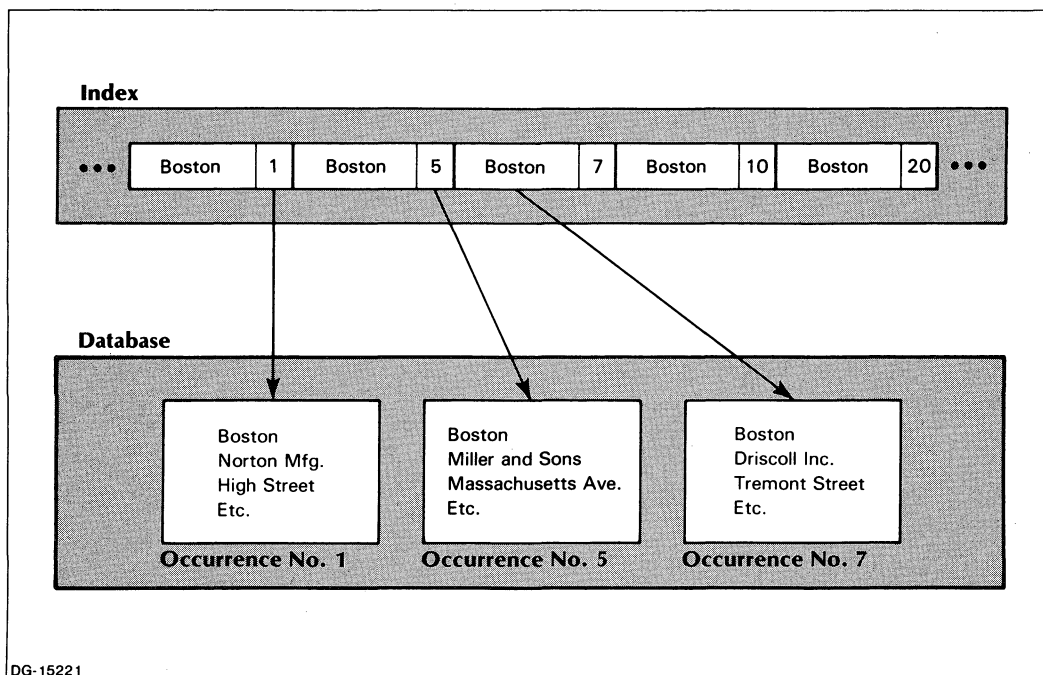 Index
••• Boston 1 Boston 5 Boston 7 Boston 10 Boston 20 •••
Database
Boston
Norton Mfg.
High Street
Etc.
Occurrence No. 1
Boston
Miller and Sons
Massachusetts Ave.
Etc.
Occurrence No. 5
Boston
Driscoll Inc.
Tremont Street
Etc.
Occurrence No. 7
DG-15221